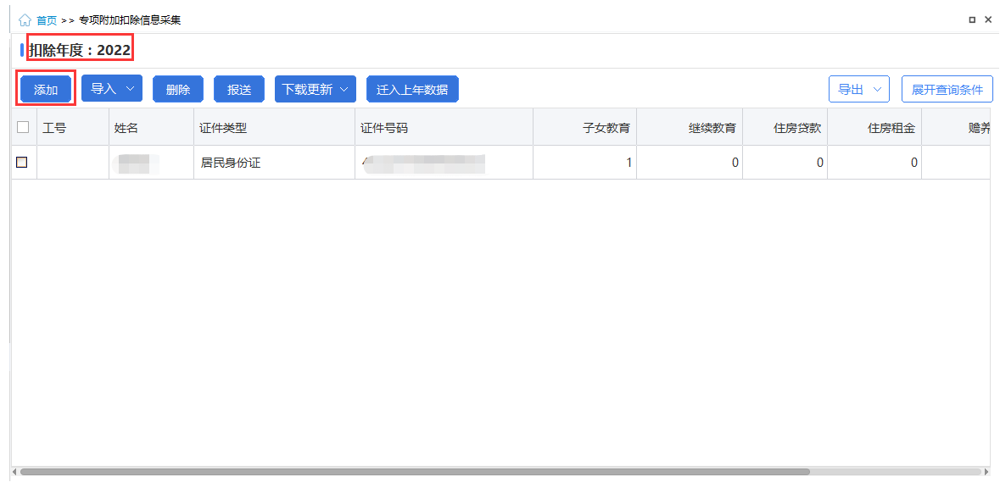 首页 >> 专项附加扣除信息采集
扣除年度：2022
添加 导入 删除 报送 下载更新 迁入上年数据 导出 展开查询条件
工号 姓名 证件类型 证件号码 子女教育 继续教育 住房贷款 住房租金 赡养
居民身份证 1 0 0 0